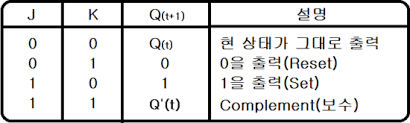 J K Q(t+1) 설명
0 0 Q(t) 현 상태가 그대로 출력
0 1 0 0을 출력(Reset)
1 0 1 1을 출력(Set)
1 1 Q'(t) Complement(보수)